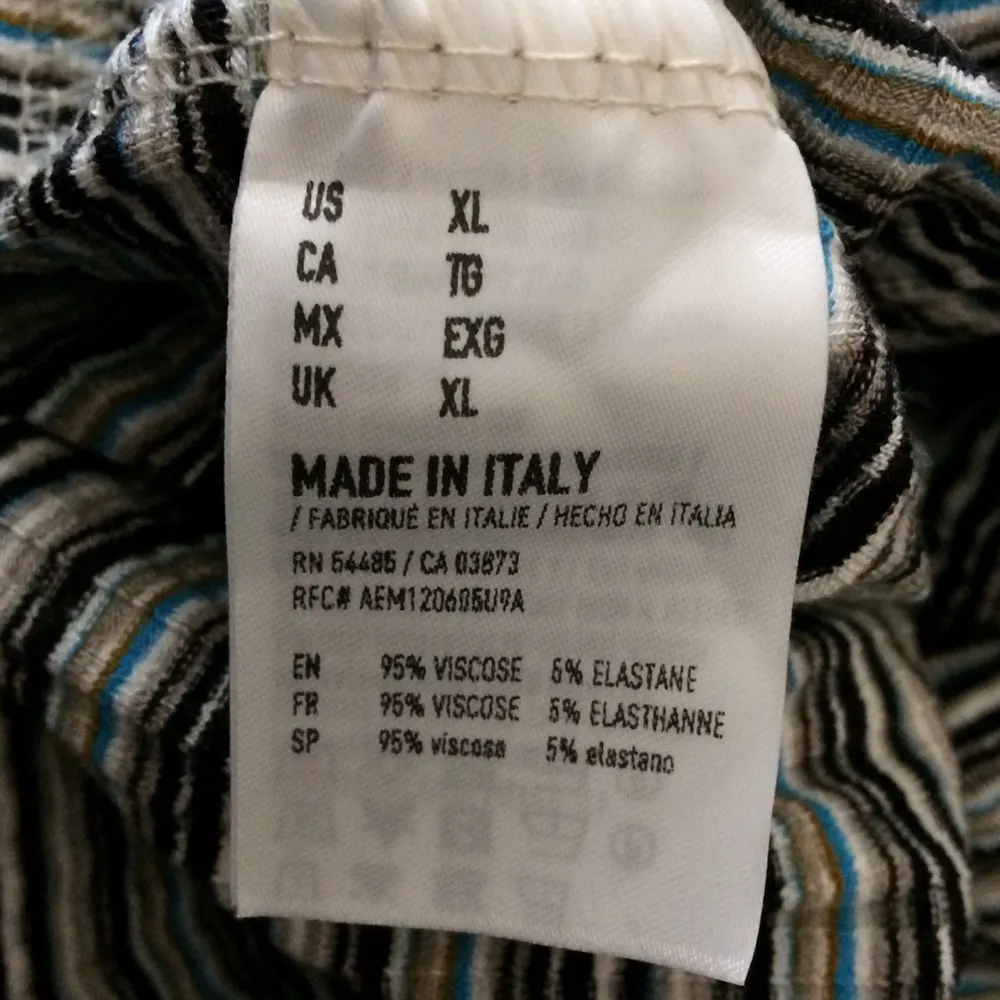 US XL
CA TG
MX EXG
UK XL
MADE IN ITALY
/ FABRIQUÉ EN ITALIE / HECHO EN ITALIA
RN 54485 / CA 03873
RFC# AEM120605U9A
EN 95% VISCOSE 5% ELASTANE
FR 95% VISCOSE 5% ELASTHANNE
SP 95% viscosa 5% elastano